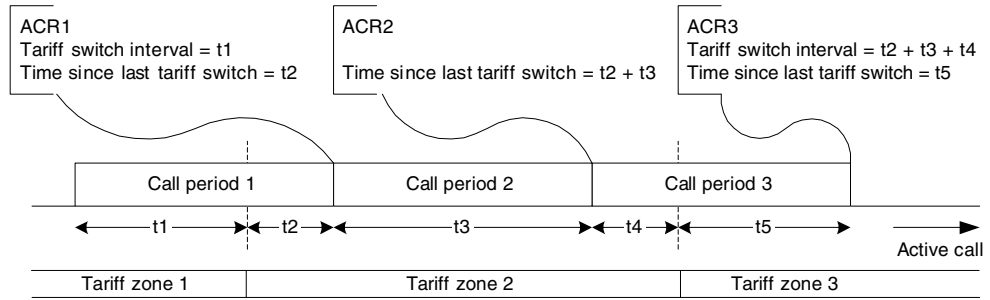 ACR1
Tariff switch interval = t1
Time since last tariff switch = t2
ACR2
Time since last tariff switch = t2 + t3
ACR3
Tariff switch interval = t2 + t3 + t4
Time since last tariff switch = t5
Call period 1
Call period 2
Call period 3
t1
t2
t3
t4
t5
Active call
Tariff zone 1
Tariff zone 2
Tariff zone 3